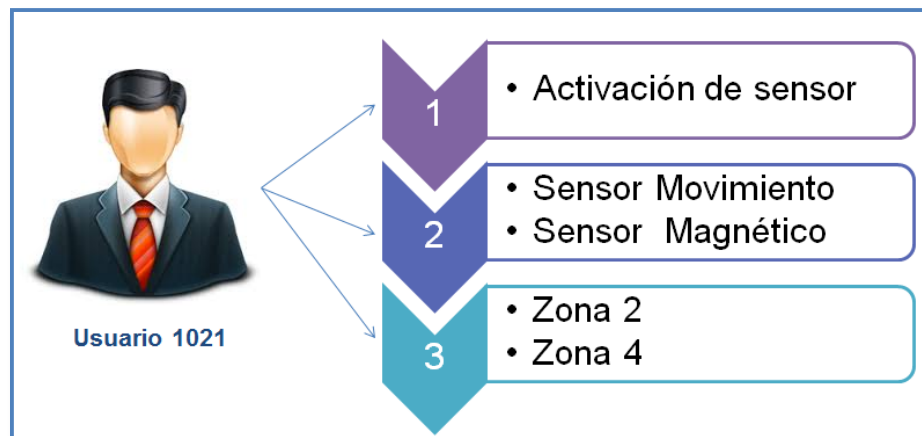 1
• Activación de sensor
2
• Sensor Movimiento
• Sensor Magnético
3
• Zona 2
• Zona 4
Usuario 1021